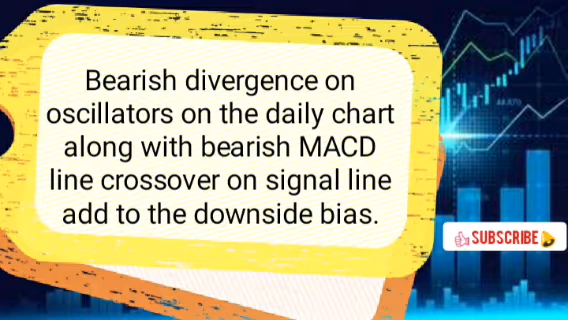 Bearish divergence on
oscillators on the daily chart
along with bearish MACD
line crossover on signal line
add to the downside bias.
SUBSCRIBE